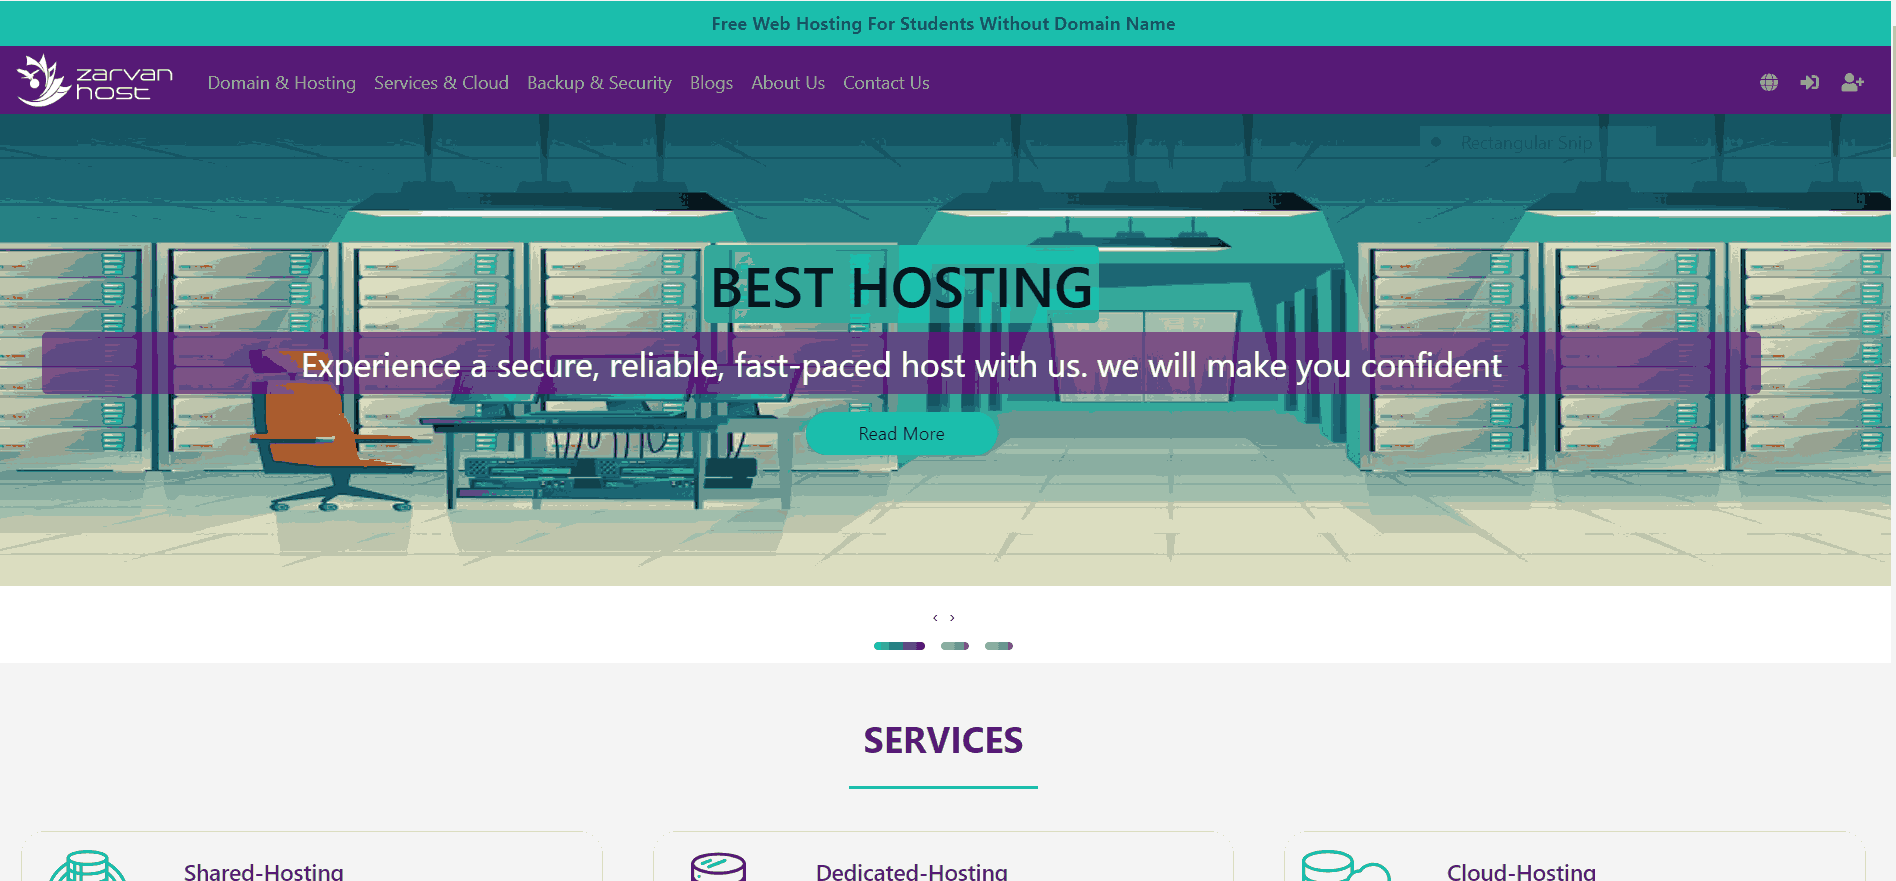 Free Web Hosting For Students Without Domain Name
zarvan
host
Domain & Hosting Services & Cloud Backup & Security Blogs About Us Contact Us
Rectangular Snip
BEST HOSTING
Experience a secure, reliable, fast-paced host with us. we will make you confident
Read More
‹ ›
SERVICES
Shared-Hosting Dedicated-Hosting Cloud-Hosting